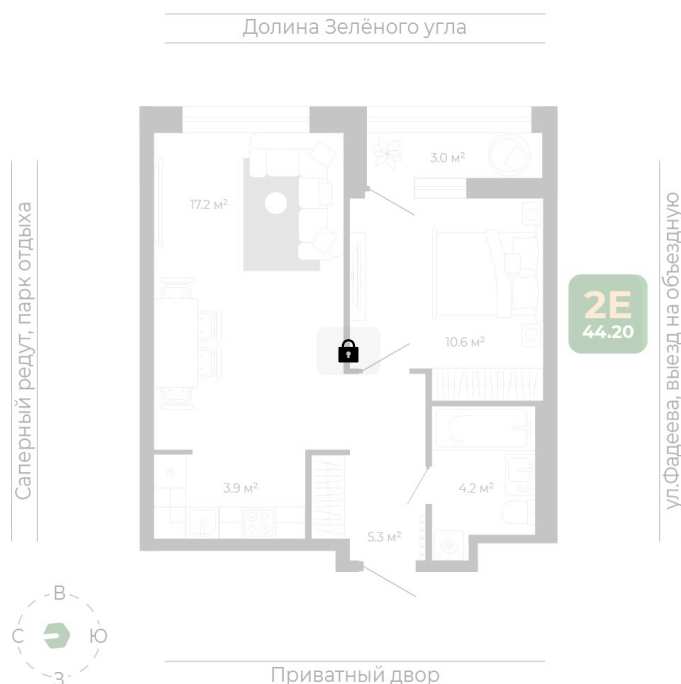 Долина Зелёного угла
3.0 м²
17.2 м²
Саперный редут, парк отдыха
ул.Фадеева, выезд на объездную
2Е
44.20
10.6 м²
3.9 м²
4.2 м²
5.3 м²
В
С
Ю
З
Приватный двор